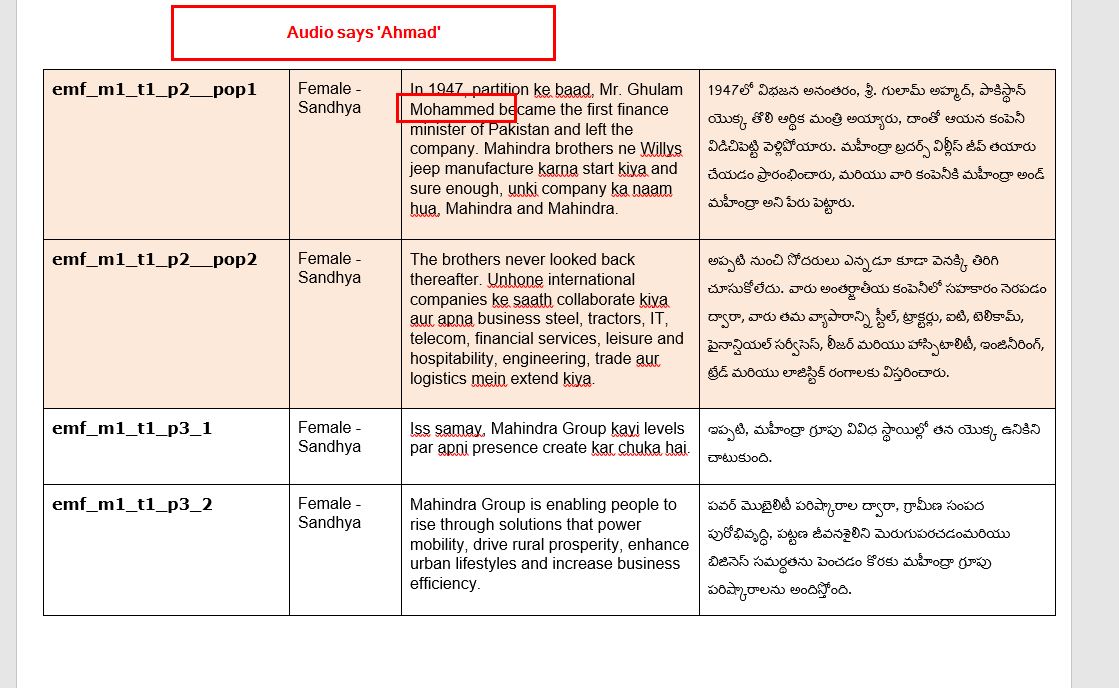 Audio says 'Ahmad'
emf_m1_t1_p2__pop1
Female -
Sandhya
In 1947, partition ke baad, Mr. Ghulam
Mohammed became the first finance
minister of Pakistan and left the
company. Mahindra brothers ne Willys
jeep manufacture karna start kiya and
sure enough, unki company ka naam
hua, Mahindra and Mahindra.
1947లో విభజన అనంతరం, శ్రీ. గులామ్ అహ్మద్, పాకిస్థాన్
యొక్క తొలి ఆర్థిక మంత్రి అయ్యారు, దాంతో ఆయన కంపెనీ
విడిచిపెట్టి వెళ్లిపోయారు. మహీంద్రా బ్రదర్స్ విల్లీస్ జీప్ తయారు
చేయడం ప్రారంభించారు, మరియు వారి కంపెనీకి మహీంద్రా అండ్
మహీంద్రా అని పేరు పెట్టారు.
emf_m1_t1_p2__pop2
Female -
Sandhya
The brothers never looked back
thereafter. Unhone international
companies ke saath collaborate kiya
aur apna business steel, tractors, IT,
telecom, financial services, leisure and
hospitability, engineering, trade aur
logistics mein extend kiya.
అప్పటి నుంచి సోదరులు ఎన్నడూ కూడా వెనక్కి తిరిగి
చూసుకోలేదు. వారు అంతర్జాతీయ కంపెనీలో సహకారం నెరపడం
ద్వారా, వారు తమ వ్యాపారాన్ని స్టీల్, ట్రాక్టర్లు, ఐటి, టెలికామ్,
ఫైనాన్షియల్ సర్వీసెస్, లీజర్ మరియు హాస్పిటాలిటీ, ఇంజినీరింగ్,
ట్రేడ్ మరియు లాజిస్టిక్ రంగాలకు విస్తరించారు.
emf_m1_t1_p3_1
Female -
Sandhya
Iss samay, Mahindra Group kayi levels
par apni presence create kar chuka hai.
ఇప్పటి, మహీంద్రా గ్రూపు వివిధ స్థాయిల్లో తన యొక్క ఉనికిని
చాటుకుంది.
emf_m1_t1_p3_2
Female -
Sandhya
Mahindra Group is enabling people to
rise through solutions that power
mobility, drive rural prosperity, enhance
urban lifestyles and increase business
efficiency.
పవర్ మొబైలిటీ పరిష్కారాల ద్వారా, గ్రామీణ సంపద
పురోభివృద్ధి, పట్టణ జీవనశైలిని మెరుగుపరచడంమరియు
బిజినెస్ సమర్థతను పెంచడం కొరకు మహీంద్రా గ్రూపు
పరిష్కారాలను అందిస్తోంది.